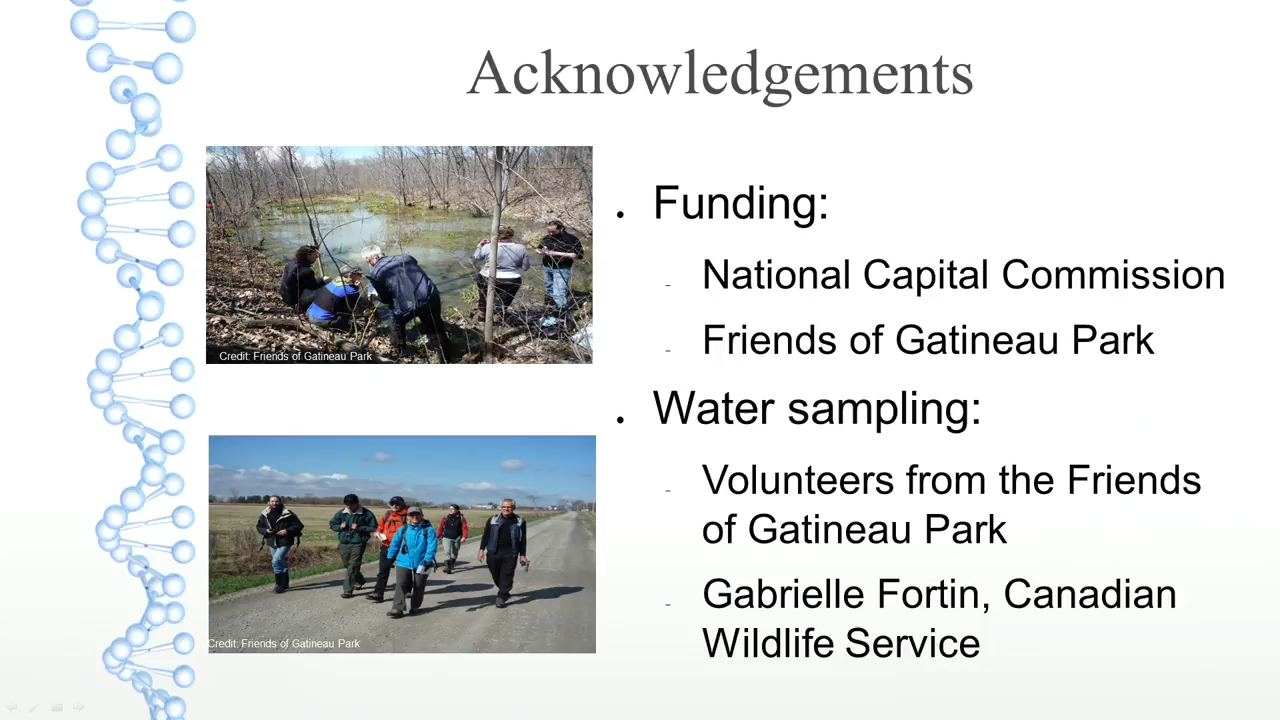 Acknowledgements
Credit: Friends of Gatineau Park
Credit: Friends of Gatineau Park
. Funding:
- National Capital Commission
- Friends of Gatineau Park
. Water sampling:
- Volunteers from the Friends
of Gatineau Park
- Gabrielle Fortin, Canadian
Wildlife Service